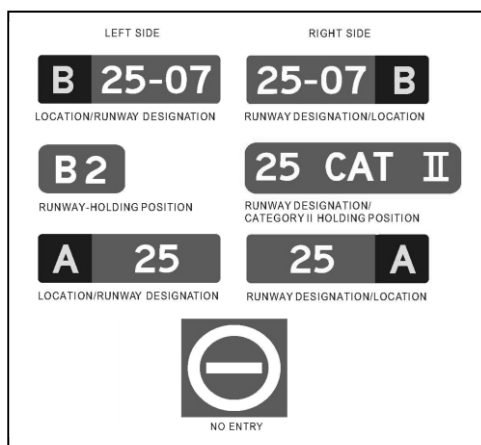 LEFT SIDE
RIGHT SIDE
B 25-07
25-07 B
LOCATION/RUNWAY DESIGNATION
RUNWAY DESIGNATION/LOCATION
B2
25 CAT II
RUNWAY-HOLDING POSITION
RUNWAY DESIGNATION/
CATEGORY II HOLDING POSITION
A 25
25 A
LOCATION/RUNWAY DESIGNATION
RUNWAY DESIGNATION/LOCATION
NO ENTRY